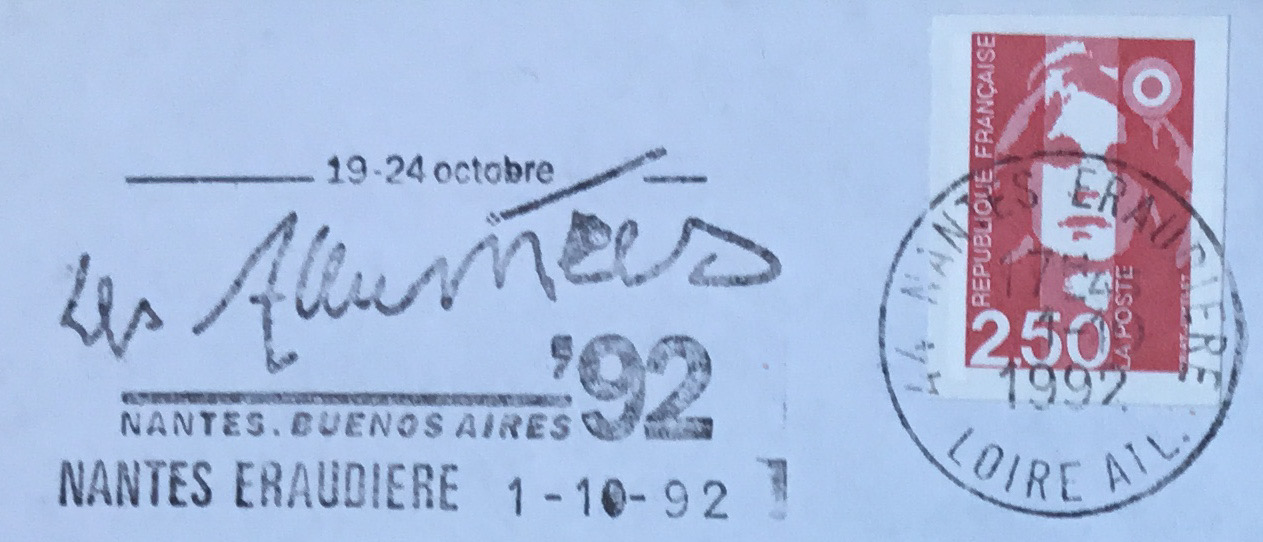 19-24 octobre
Les Allumées
'92
NANTES. BUENOS AIRES
NANTES ERAUDIERE 1-10-92
REPUBLIQUE FRANÇAISE
2,50
LA POSTE
44 NANTES ERAUDIERE
1992
LOIRE ATL.